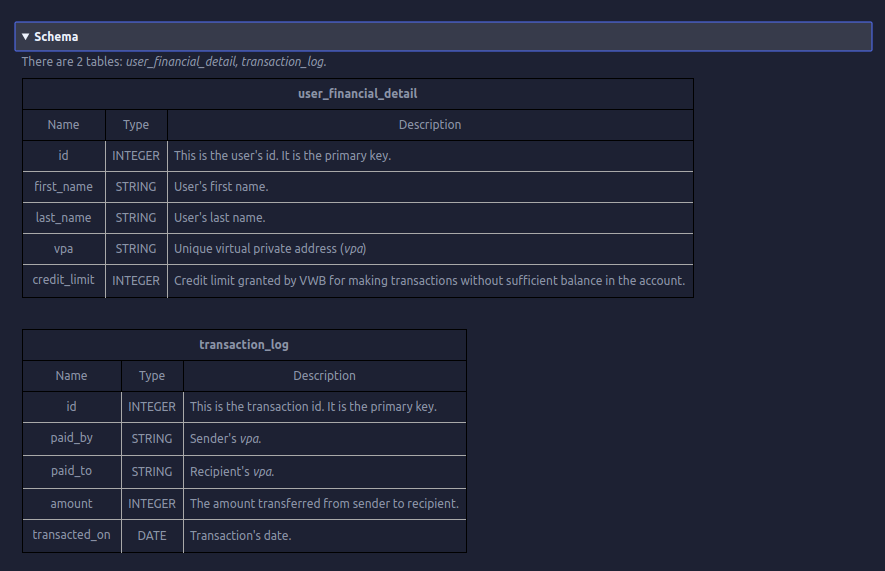 ▼ Schema
There are 2 tables: user_financial_detail, transaction_log.
user_financial_detail
Name Type Description
id INTEGER This is the user's id. It is the primary key.
first_name STRING User's first name.
last_name STRING User's last name.
vpa STRING Unique virtual private address (vpa)
credit_limit INTEGER Credit limit granted by VWB for making transactions without sufficient balance in the account.
transaction_log
Name Type Description
id INTEGER This is the transaction id. It is the primary key.
paid_by STRING Sender's vpa.
paid_to STRING Recipient's vpa.
amount INTEGER The amount transferred from sender to recipient.
transacted_on DATE Transaction's date.